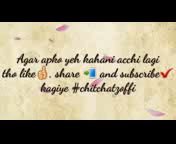 Agar apko yeh kahani acchi lagi
tho like👍. share 📲 and subscribe✔
kagiye #chitchatzoffi